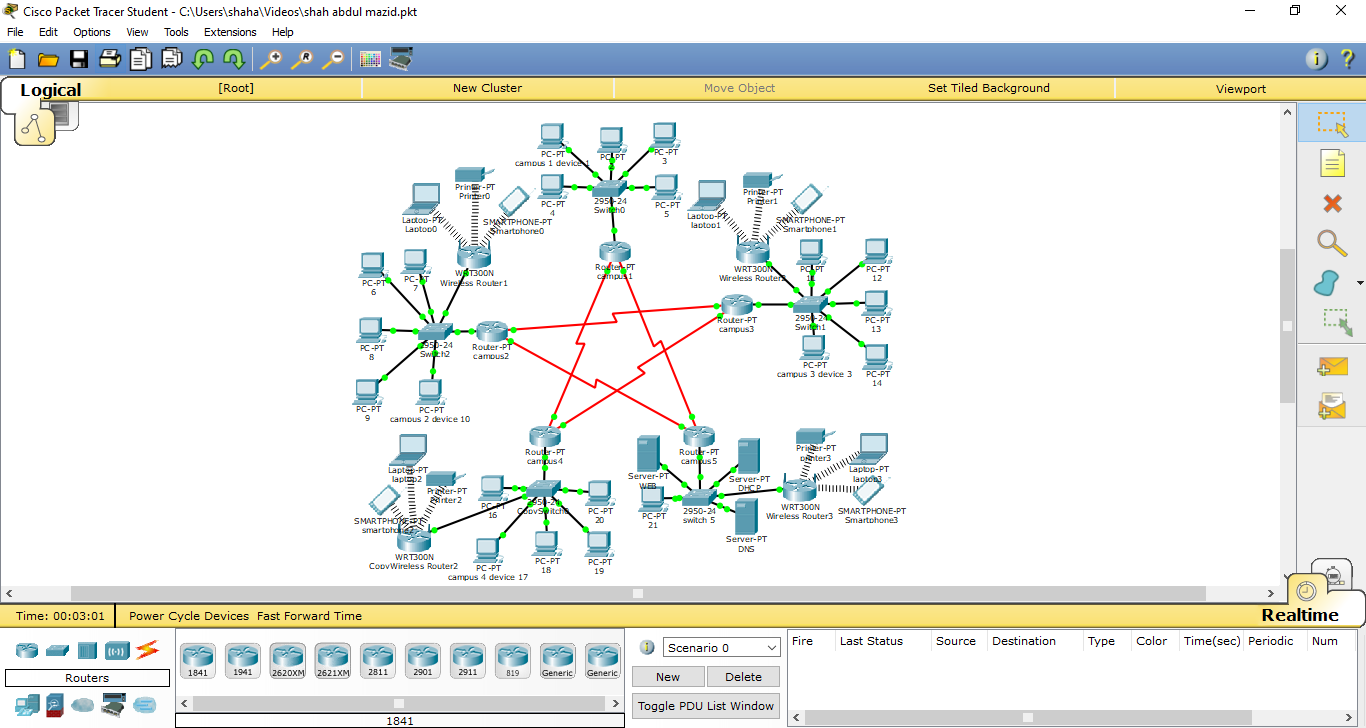 Cisco Packet Tracer Student - C:\Users\shaha\Videos\shah abdul mazid.pkt
File Edit Options View Tools Extensions Help
Logical [Root] New Cluster Move Object Set Tiled Background Viewport
PC-PT
campus 1 device 1
PC-PT
PC-PT
3
PC-PT
4
2950-24
Switch0
PC-PT
5
Printer-PT
Printer0
Laptop-PT
Laptop0
SMARTPHONE-PT
Smartphone0
WRT300N
Wireless Router1
Router-PT
campus1
Printer-PT
Printer1
Laptop-PT
laptop1
SMARTPHONE-PT
Smartphone1
WRT300N
Wireless Router2
PC-PT
11
PC-PT
12
PC-PT
6
PC-PT
7
Router-PT
campus3
2950-24
Switch1
PC-PT
13
PC-PT
8
2950-24
Switch2
Router-PT
campus2
PC-PT
campus 3 device 3
PC-PT
14
PC-PT
9
PC-PT
campus 2 device 10
Router-PT
campus4
Router-PT
campus5
Laptop-PT
laptop2
Printer-PT
Printer2
SMARTPHONE-PT
smartphone2
WRT300N
CopyWireless Router2
PC-PT
16
2950-24
CopySwitch0
PC-PT
20
PC-PT
campus 4 device 17
PC-PT
18
PC-PT
19
Server-PT
WEB
Server-PT
DHCP
PC-PT
21
2950-24
switch 5
Server-PT
DNS
Printer-PT
printer3
Laptop-PT
laptop3
WRT300N
Wireless Router3
SMARTPHONE-PT
Smartphone3
Time: 00:03:01 Power Cycle Devices Fast Forward Time Realtime
Routers
1841 1941 2620XM 2621XM 2811 2901 2911 819 Generic Generic
1841
Scenario 0
New Delete
Toggle PDU List Window
Fire Last Status Source Destination Type Color Time(sec) Periodic Num